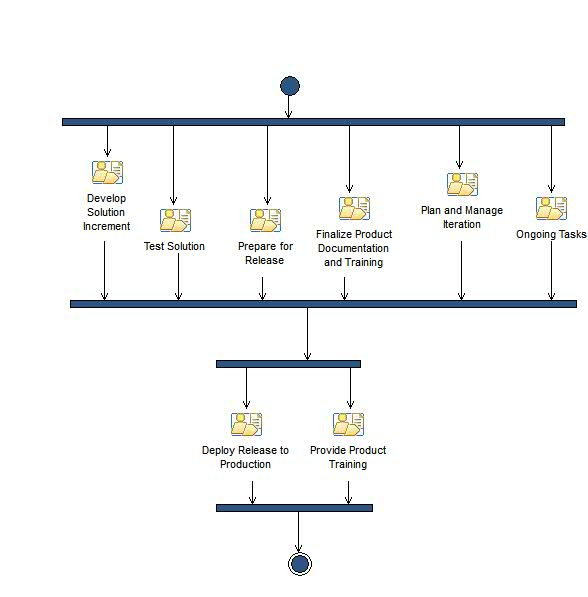 Develop
Solution
Increment
Test Solution
Prepare for
Release
Finalize Product
Documentation
and Training
Plan and Manage
Iteration
Ongoing Tasks
Deploy Release to
Production
Provide Product
Training